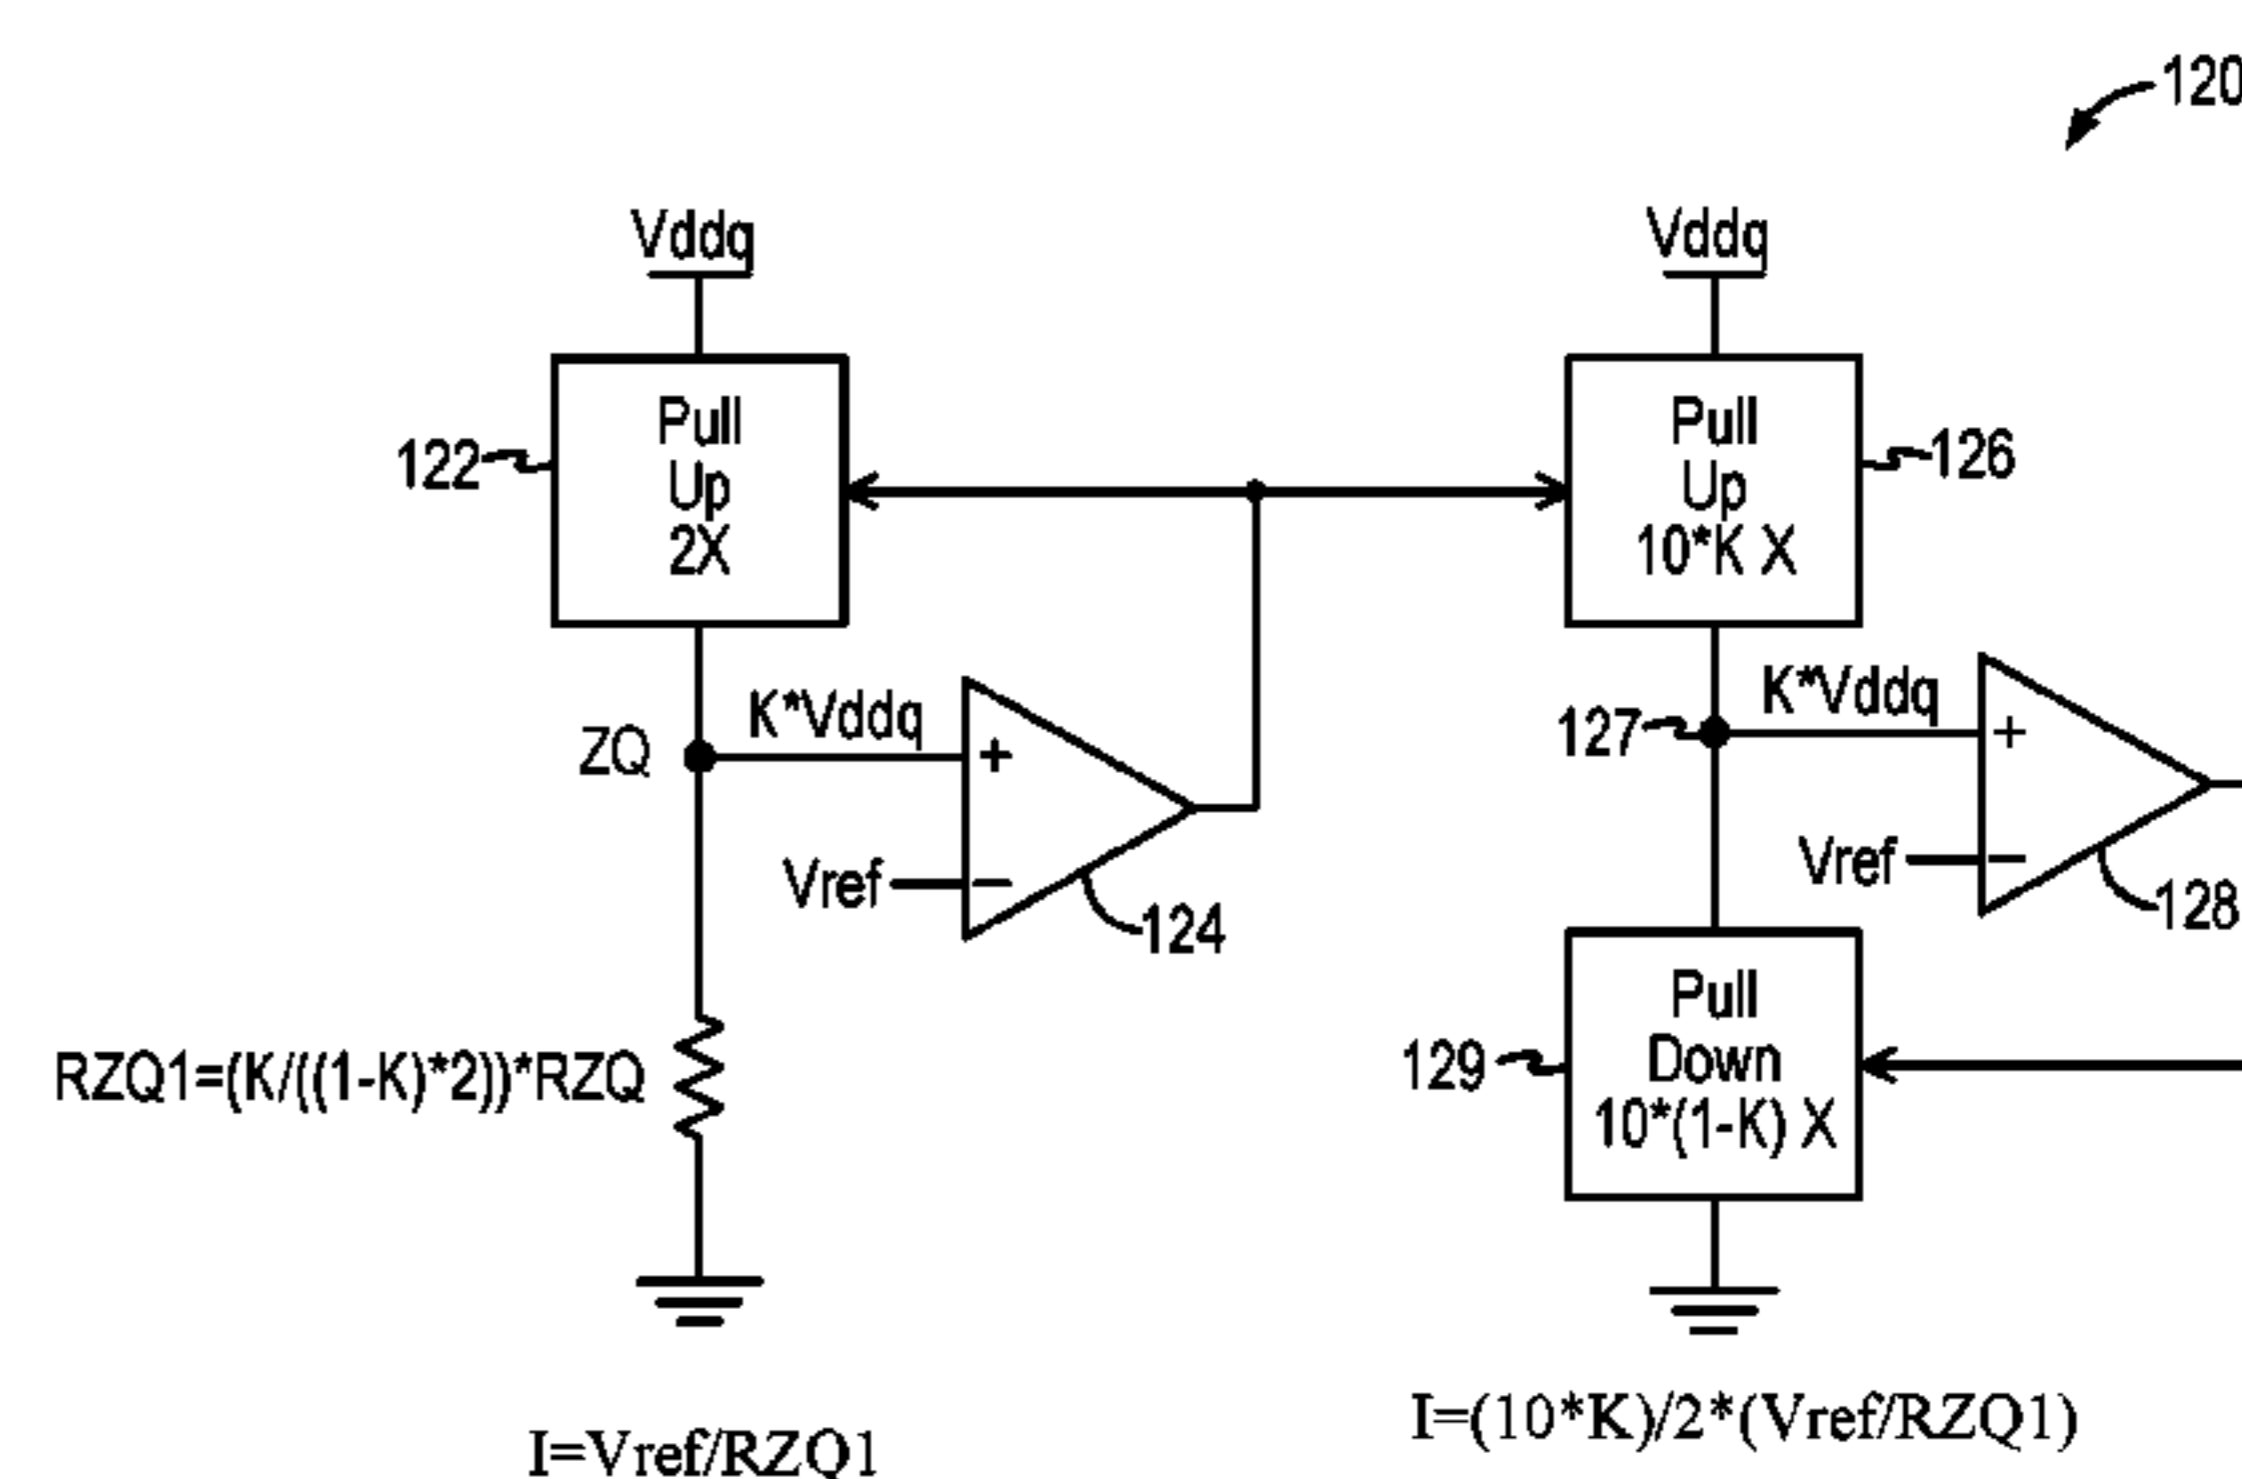 120
Vddq
Vddq
Pull
Up
2X
122
Pull
Up
10*K X
126
ZQ
K*Vddq
+
Vref
−
124
127
K*Vddq
+
Vref
−
128
RZQ1=(K/((1-K)*2))*RZQ
129
Pull
Down
10*(1-K) X
I=Vref/RZQ1
I=(10*K)/2*(Vref/RZQ1)